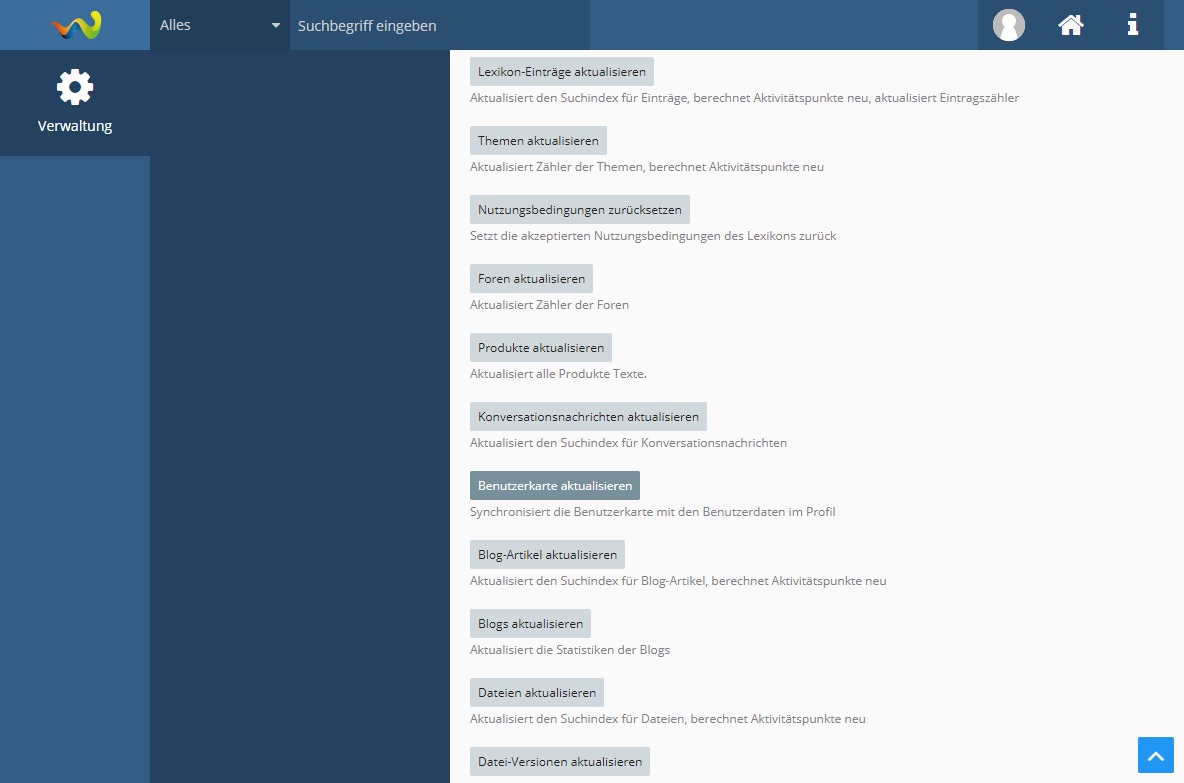 Alles
Suchbegriff eingeben
Verwaltung
Lexikon-Einträge aktualisieren
Aktualisiert den Suchindex für Einträge, berechnet Aktivitätspunkte neu, aktualisiert Eintragszähler
Themen aktualisieren
Aktualisiert Zähler der Themen, berechnet Aktivitätspunkte neu
Nutzungsbedingungen zurücksetzen
Setzt die akzeptierten Nutzungsbedingungen des Lexikons zurück
Foren aktualisieren
Aktualisiert Zähler der Foren
Produkte aktualisieren
Aktualisiert alle Produkte Texte.
Konversationsnachrichten aktualisieren
Aktualisiert den Suchindex für Konversationsnachrichten
Benutzerkarte aktualisieren
Synchronisiert die Benutzerkarte mit den Benutzerdaten im Profil
Blog-Artikel aktualisieren
Aktualisiert den Suchindex für Blog-Artikel, berechnet Aktivitätspunkte neu
Blogs aktualisieren
Aktualisiert die Statistiken der Blogs
Dateien aktualisieren
Aktualisiert den Suchindex für Dateien, berechnet Aktivitätspunkte neu
Datei-Versionen aktualisieren